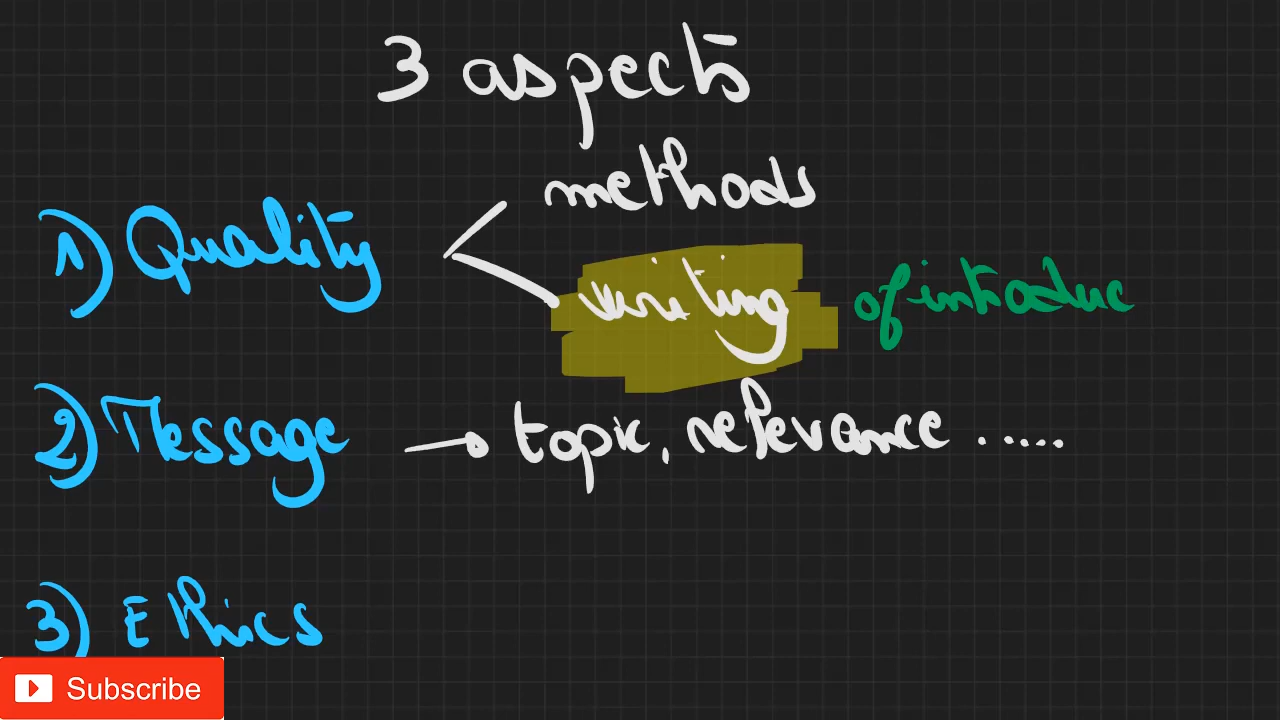 3 aspects
methods
1) Quality
writing of introduc
2) Message → topic, relevance .....
3) Ethics
Subscribe